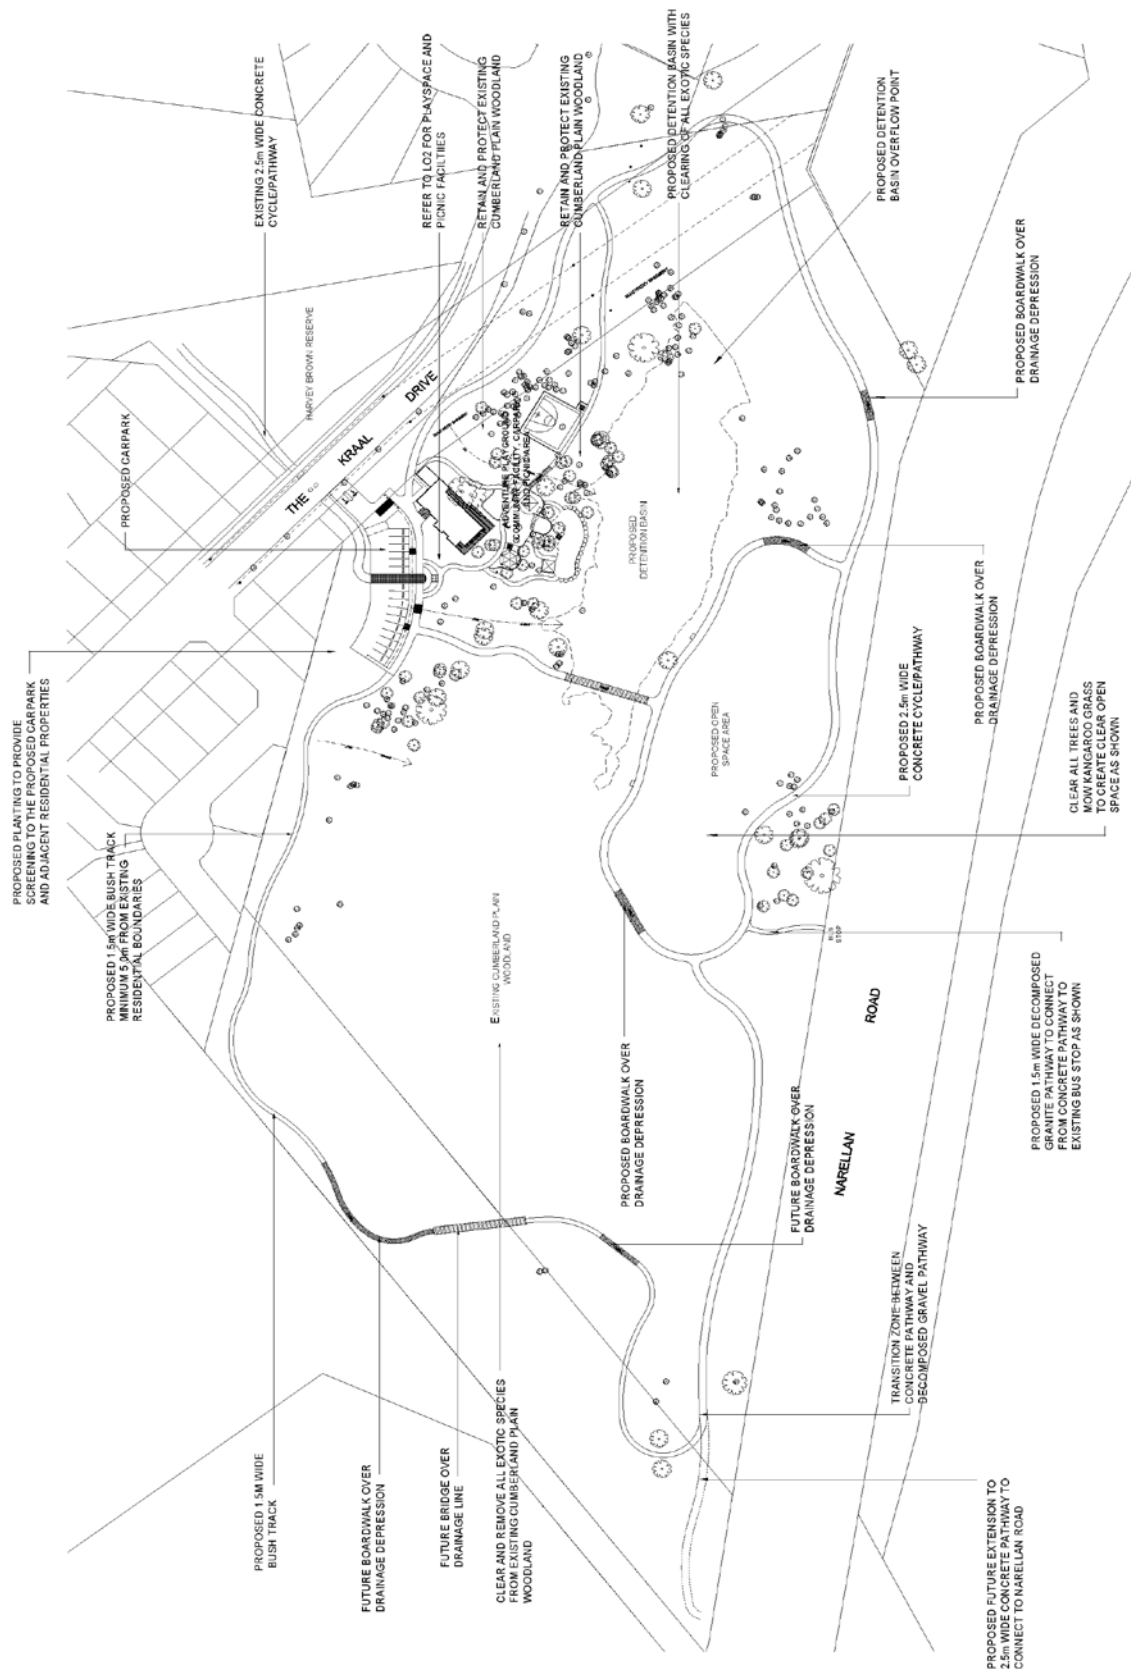 PROPOSED PLANTING TO PROVIDE
SCREENING TO THE PROPOSED CARPARK
AND ADJACENT RESIDENTIAL PROPERTIES
PROPOSED 1.5m WIDE BUSH TRACK
MINIMUM 5.0m FROM EXISTING
RESIDENTIAL BOUNDARIES
PROPOSED CARPARK
EXISTING 2.5m WIDE CONCRETE
CYCLE/PATHWAY
HARVEY BROWN RESERVE
THE KRAAL DRIVE
REFER TO L02 FOR PLAYSPACE AND
PICNIC FACILTIIES
RETAIN AND PROTECT EXISTING
CUMBERLAND PLAIN WOODLAND
RETAIN AND PROTECT EXISTING
CUMBERLAND PLAIN WOODLAND
PROPOSED DETENTION BASIN WITH
CLEARING OF ALL EXOTIC SPECIES
PROPOSED DETENTION
BASIN OVERFLOW POINT
ADVENTURE PLAYGROUND
COMMUNITY FACILITY, CARPARK
AND PICNIC AREA
PROPOSED
DETENTION BASIN
PROPOSED BOARDWALK OVER
DRAINAGE DEPRESSION
PROPOSED BOARDWALK OVER
DRAINAGE DEPRESSION
PROPOSED OPEN
SPACE AREA
PROPOSED 2.5m WIDE
CONCRETE CYCLE/PATHWAY
CLEAR ALL TREES AND
MOW KANGAROO GRASS
TO CREATE CLEAR OPEN
SPACE AS SHOWN
EXISTING CUMBERLAND PLAIN
WOODLAND
BUS
STOP
PROPOSED 1.5m WIDE DECOMPOSED
GRANITE PATHWAY TO CONNECT
FROM CONCRETE PATHWAY TO
EXISTING BUS STOP AS SHOWN
NARELLAN ROAD
PROPOSED BOARDWALK OVER
DRAINAGE DEPRESSION
FUTURE BOARDWALK OVER
DRAINAGE DEPRESSION
TRANSITION ZONE BETWEEN
CONCRETE PATHWAY AND
DECOMPOSED GRAVEL PATHWAY
PROPOSED 1.5M WIDE
BUSH TRACK
FUTURE BOARDWALK OVER
DRAINAGE DEPRESSION
FUTURE BRIDGE OVER
DRAINAGE LINE
CLEAR AND REMOVE ALL EXOTIC SPECIES
FROM EXISTING CUMBERLAND PLAIN
WOODLAND
PROPOSED FUTURE EXTENSION TO
2.5m WIDE CONCRETE PATHWAY TO
CONNECT TO NARELLAN ROAD